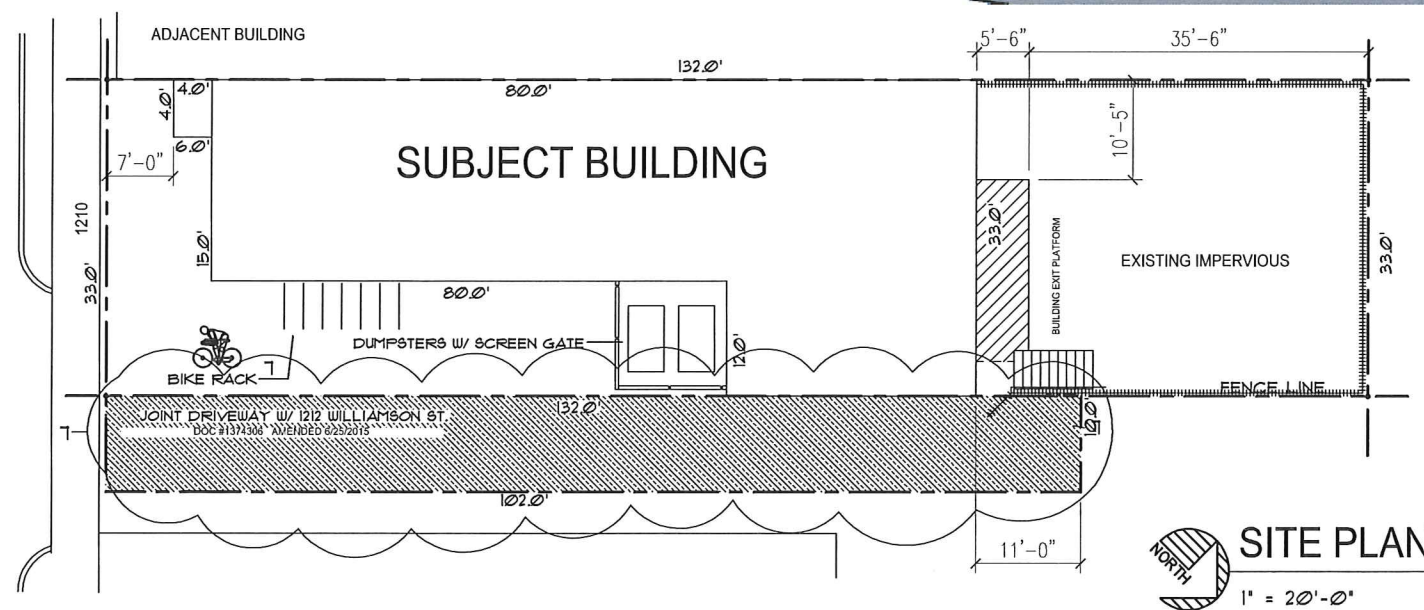 ADJACENT BUILDING
132.0'
5'-6"
35'-6"
4.0'
4.0'
80.0'
6.0'
7'-0"
SUBJECT BUILDING
10'-5"
1210
33.0'
15.0'
33.0'
BUILDING EXIT PLATFORM
EXISTING IMPERVIOUS
33.0'
80.0'
DUMPSTERS W/ SCREEN GATE
12.0'
BIKE RACK
7
FENCE LINE
JOINT DRIVEWAY W/ 1212 WILLIAMSON ST.
DOC #1374306 AMENDED 6/25/2015
132.0'
10.0'
7
102.0'
11'-0"
NORTH
SITE PLAN
1" = 20'-0"